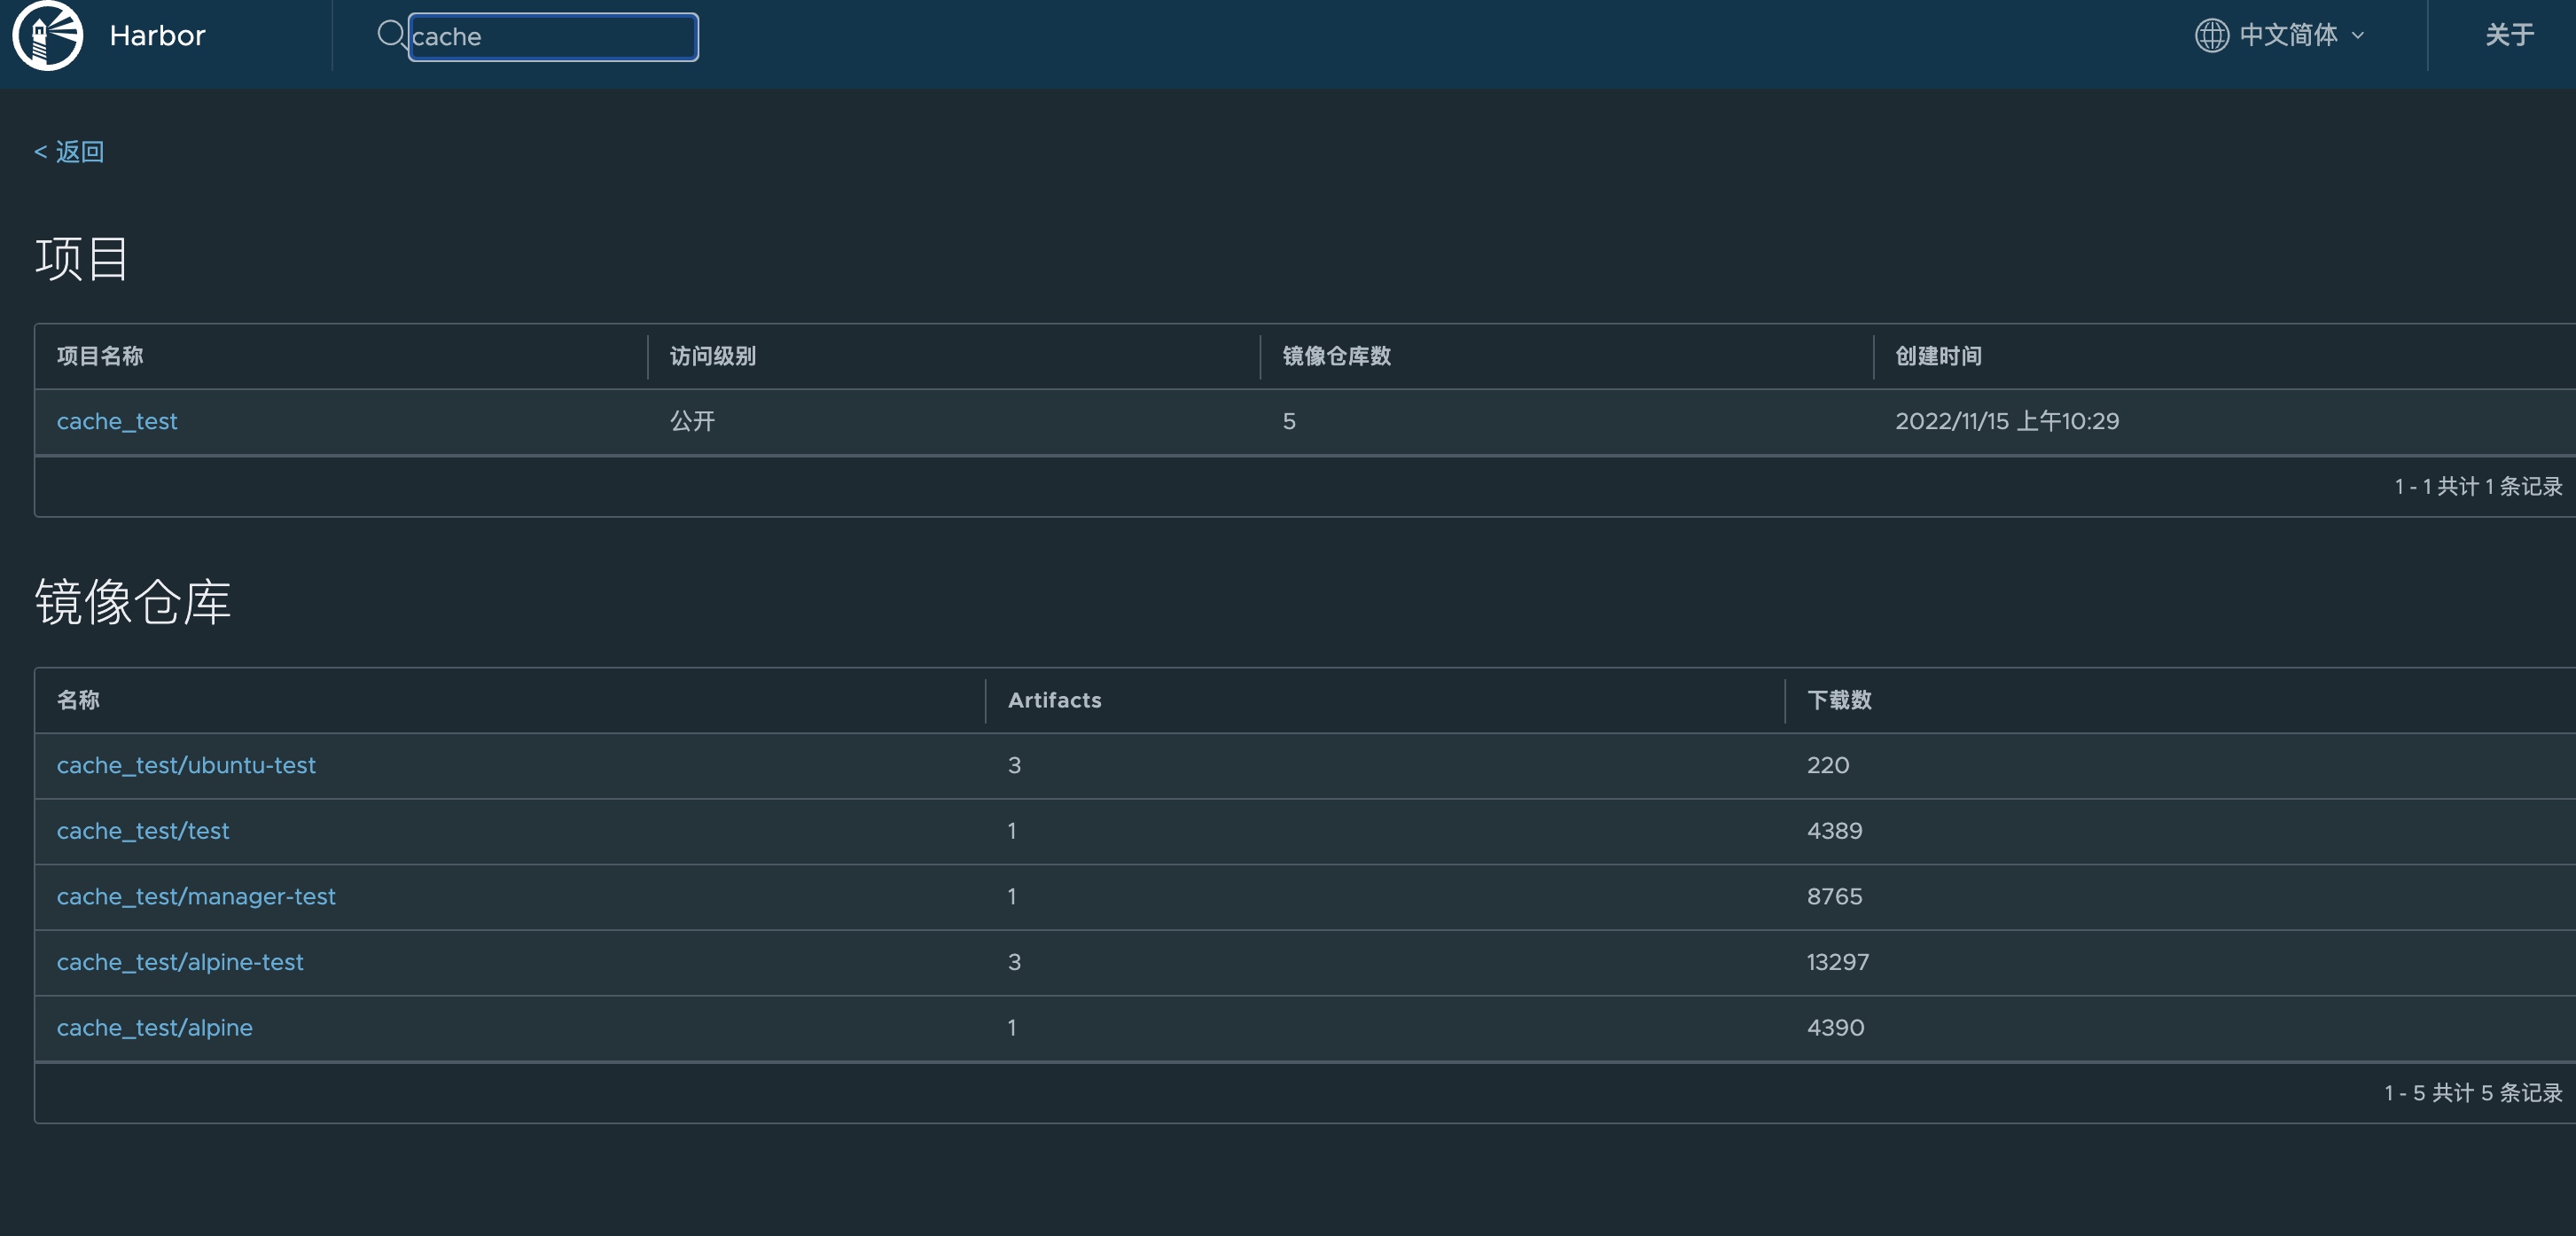 Harbor cache 中文简体 关于
< 返回
项目
项目名称 访问级别 镜像仓库数 创建时间
cache_test 公开 5 2022/11/15 上午10:29
1 - 1 共计 1 条记录
镜像仓库
名称 Artifacts 下载数
cache_test/ubuntu-test 3 220
cache_test/test 1 4389
cache_test/manager-test 1 8765
cache_test/alpine-test 3 13297
cache_test/alpine 1 4390
1 - 5 共计 5 条记录